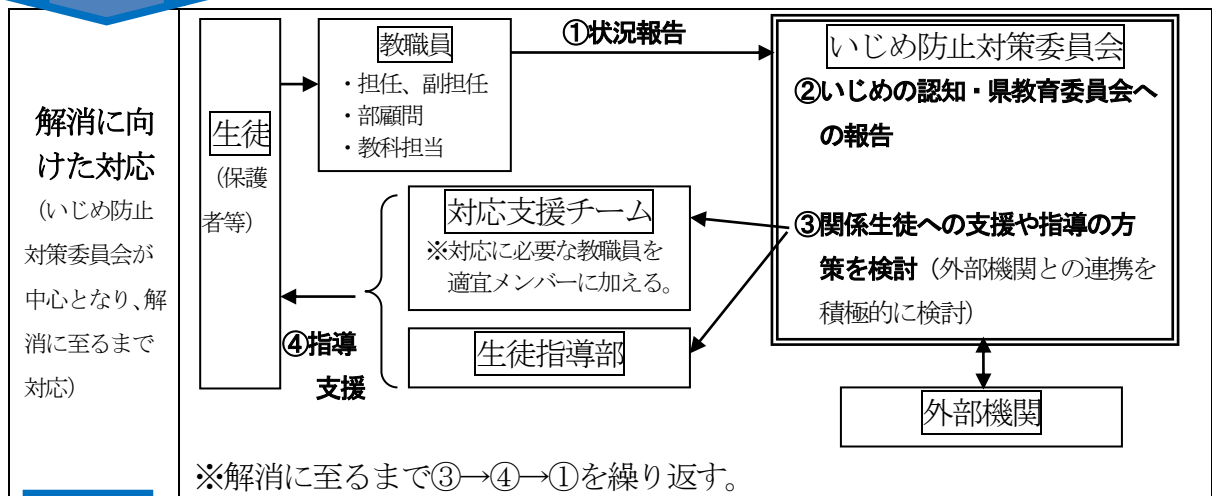 解消に向
けた対応
（いじめ防止
対策委員会が
中心となり、解
消に至るまで
対応）
生徒
（保護
者等）
教職員
・担任、副担任
・部顧問
・教科担当
①状況報告
いじめ防止対策委員会
②いじめの認知・県教育委員会へ
の報告
③関係生徒への支援や指導の方
策を検討（外部機関との連携を
積極的に検討）
対応支援チーム
※対応に必要な教職員を
適宜メンバーに加える。
生徒指導部
④指導
支援
外部機関
※解消に至るまで③→④→①を繰り返す。